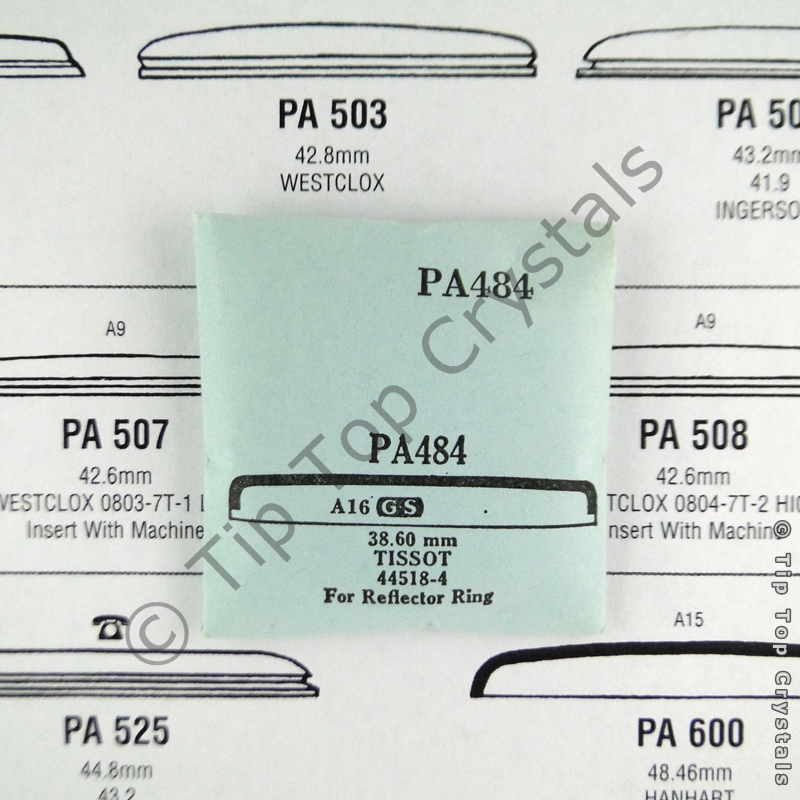 PA 503
42.8mm
WESTCLOX
PA 50
43.2mm
41.9
INGERSO
PA484
A9
A9
PA 507
42.6mm
WESTCLOX 0803-7T-1
Insert With Machine
PA484
A16 GS
38.60 mm
TISSOT
44518-4
For Reflector Ring
PA 508
42.6mm
TCLOX 0804-7T-2 HI
nsert With Machin
A15
PA 525
44.8mm
43.2
PA 600
48.46mm
HANHART
© Tip Top Crystals
© Tip Top Crystals